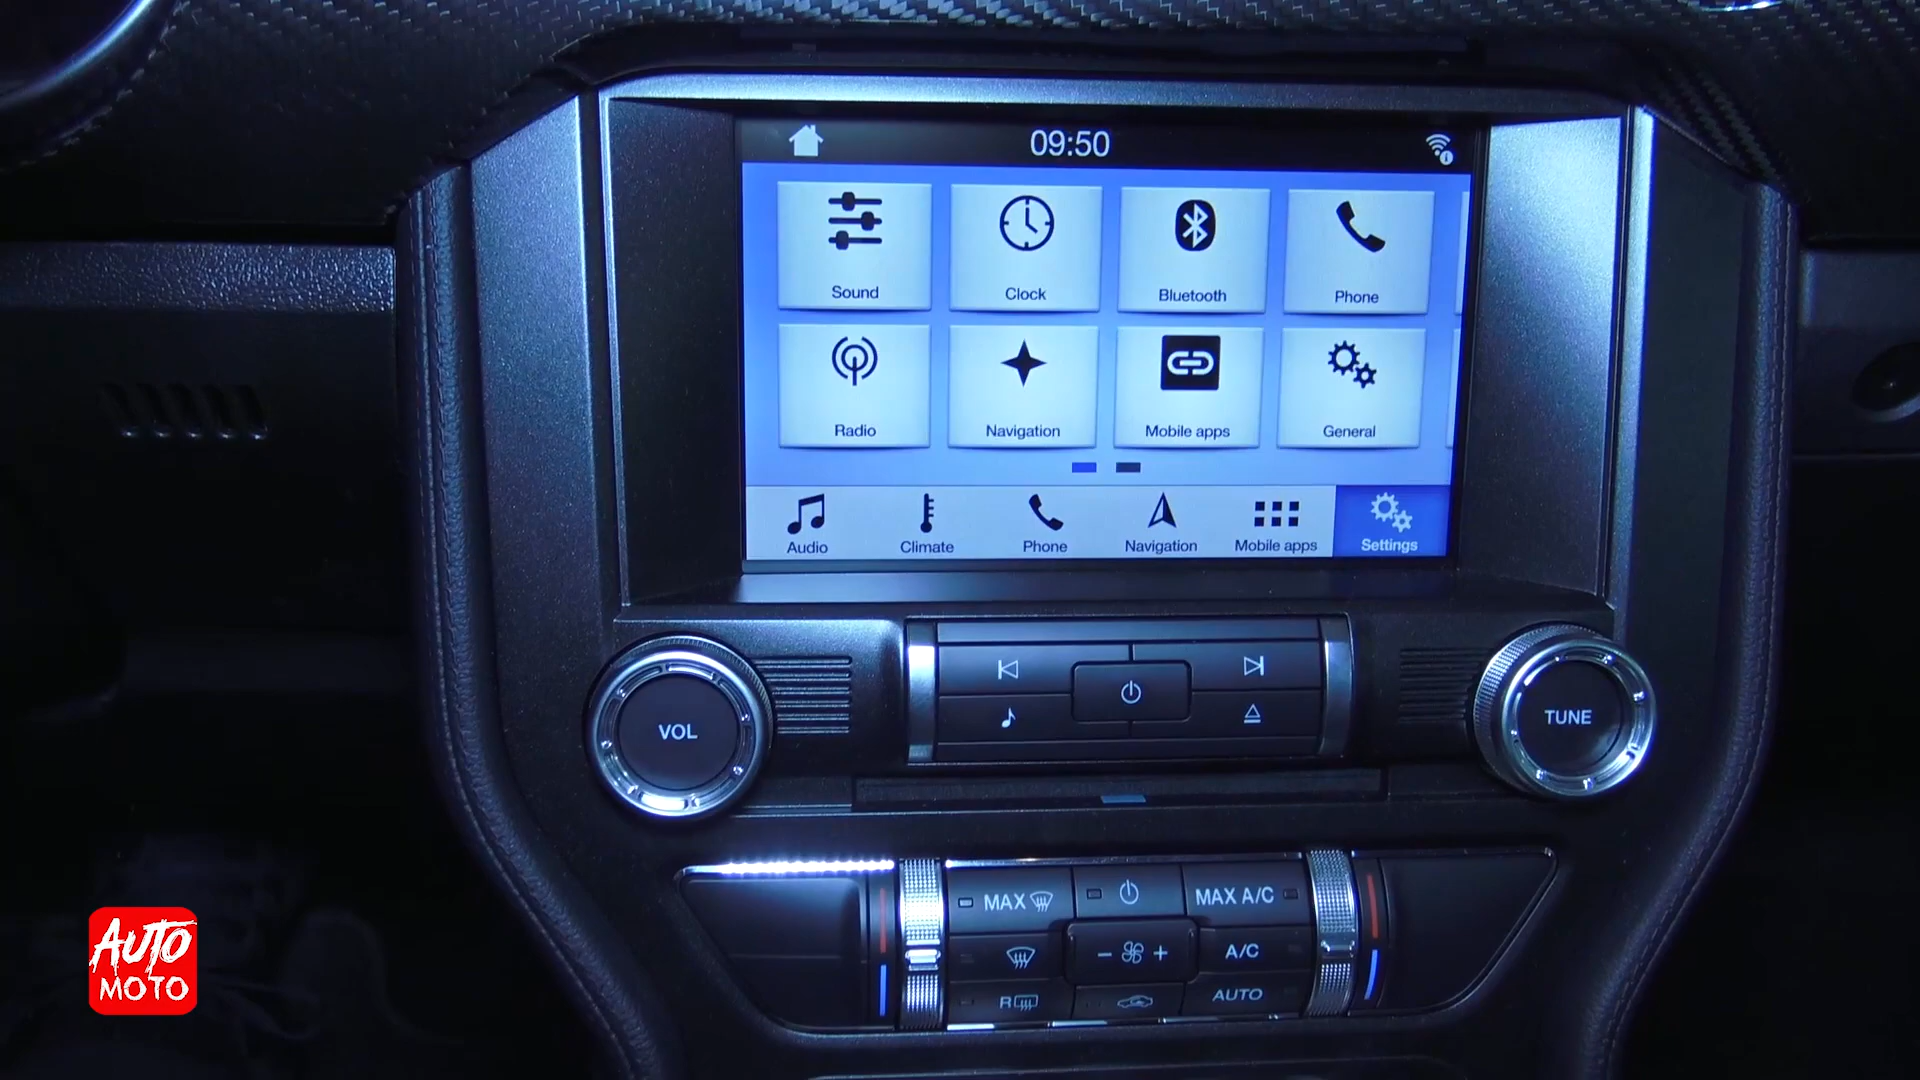 09:50
Sound
Clock
Bluetooth
Phone
Radio
Navigation
Mobile apps
General
Audio
Climate
Phone
Navigation
Mobile apps
Settings
VOL
TUNE
MAX
MAX A/C
A/C
R
AUTO
AUTO
MOTO